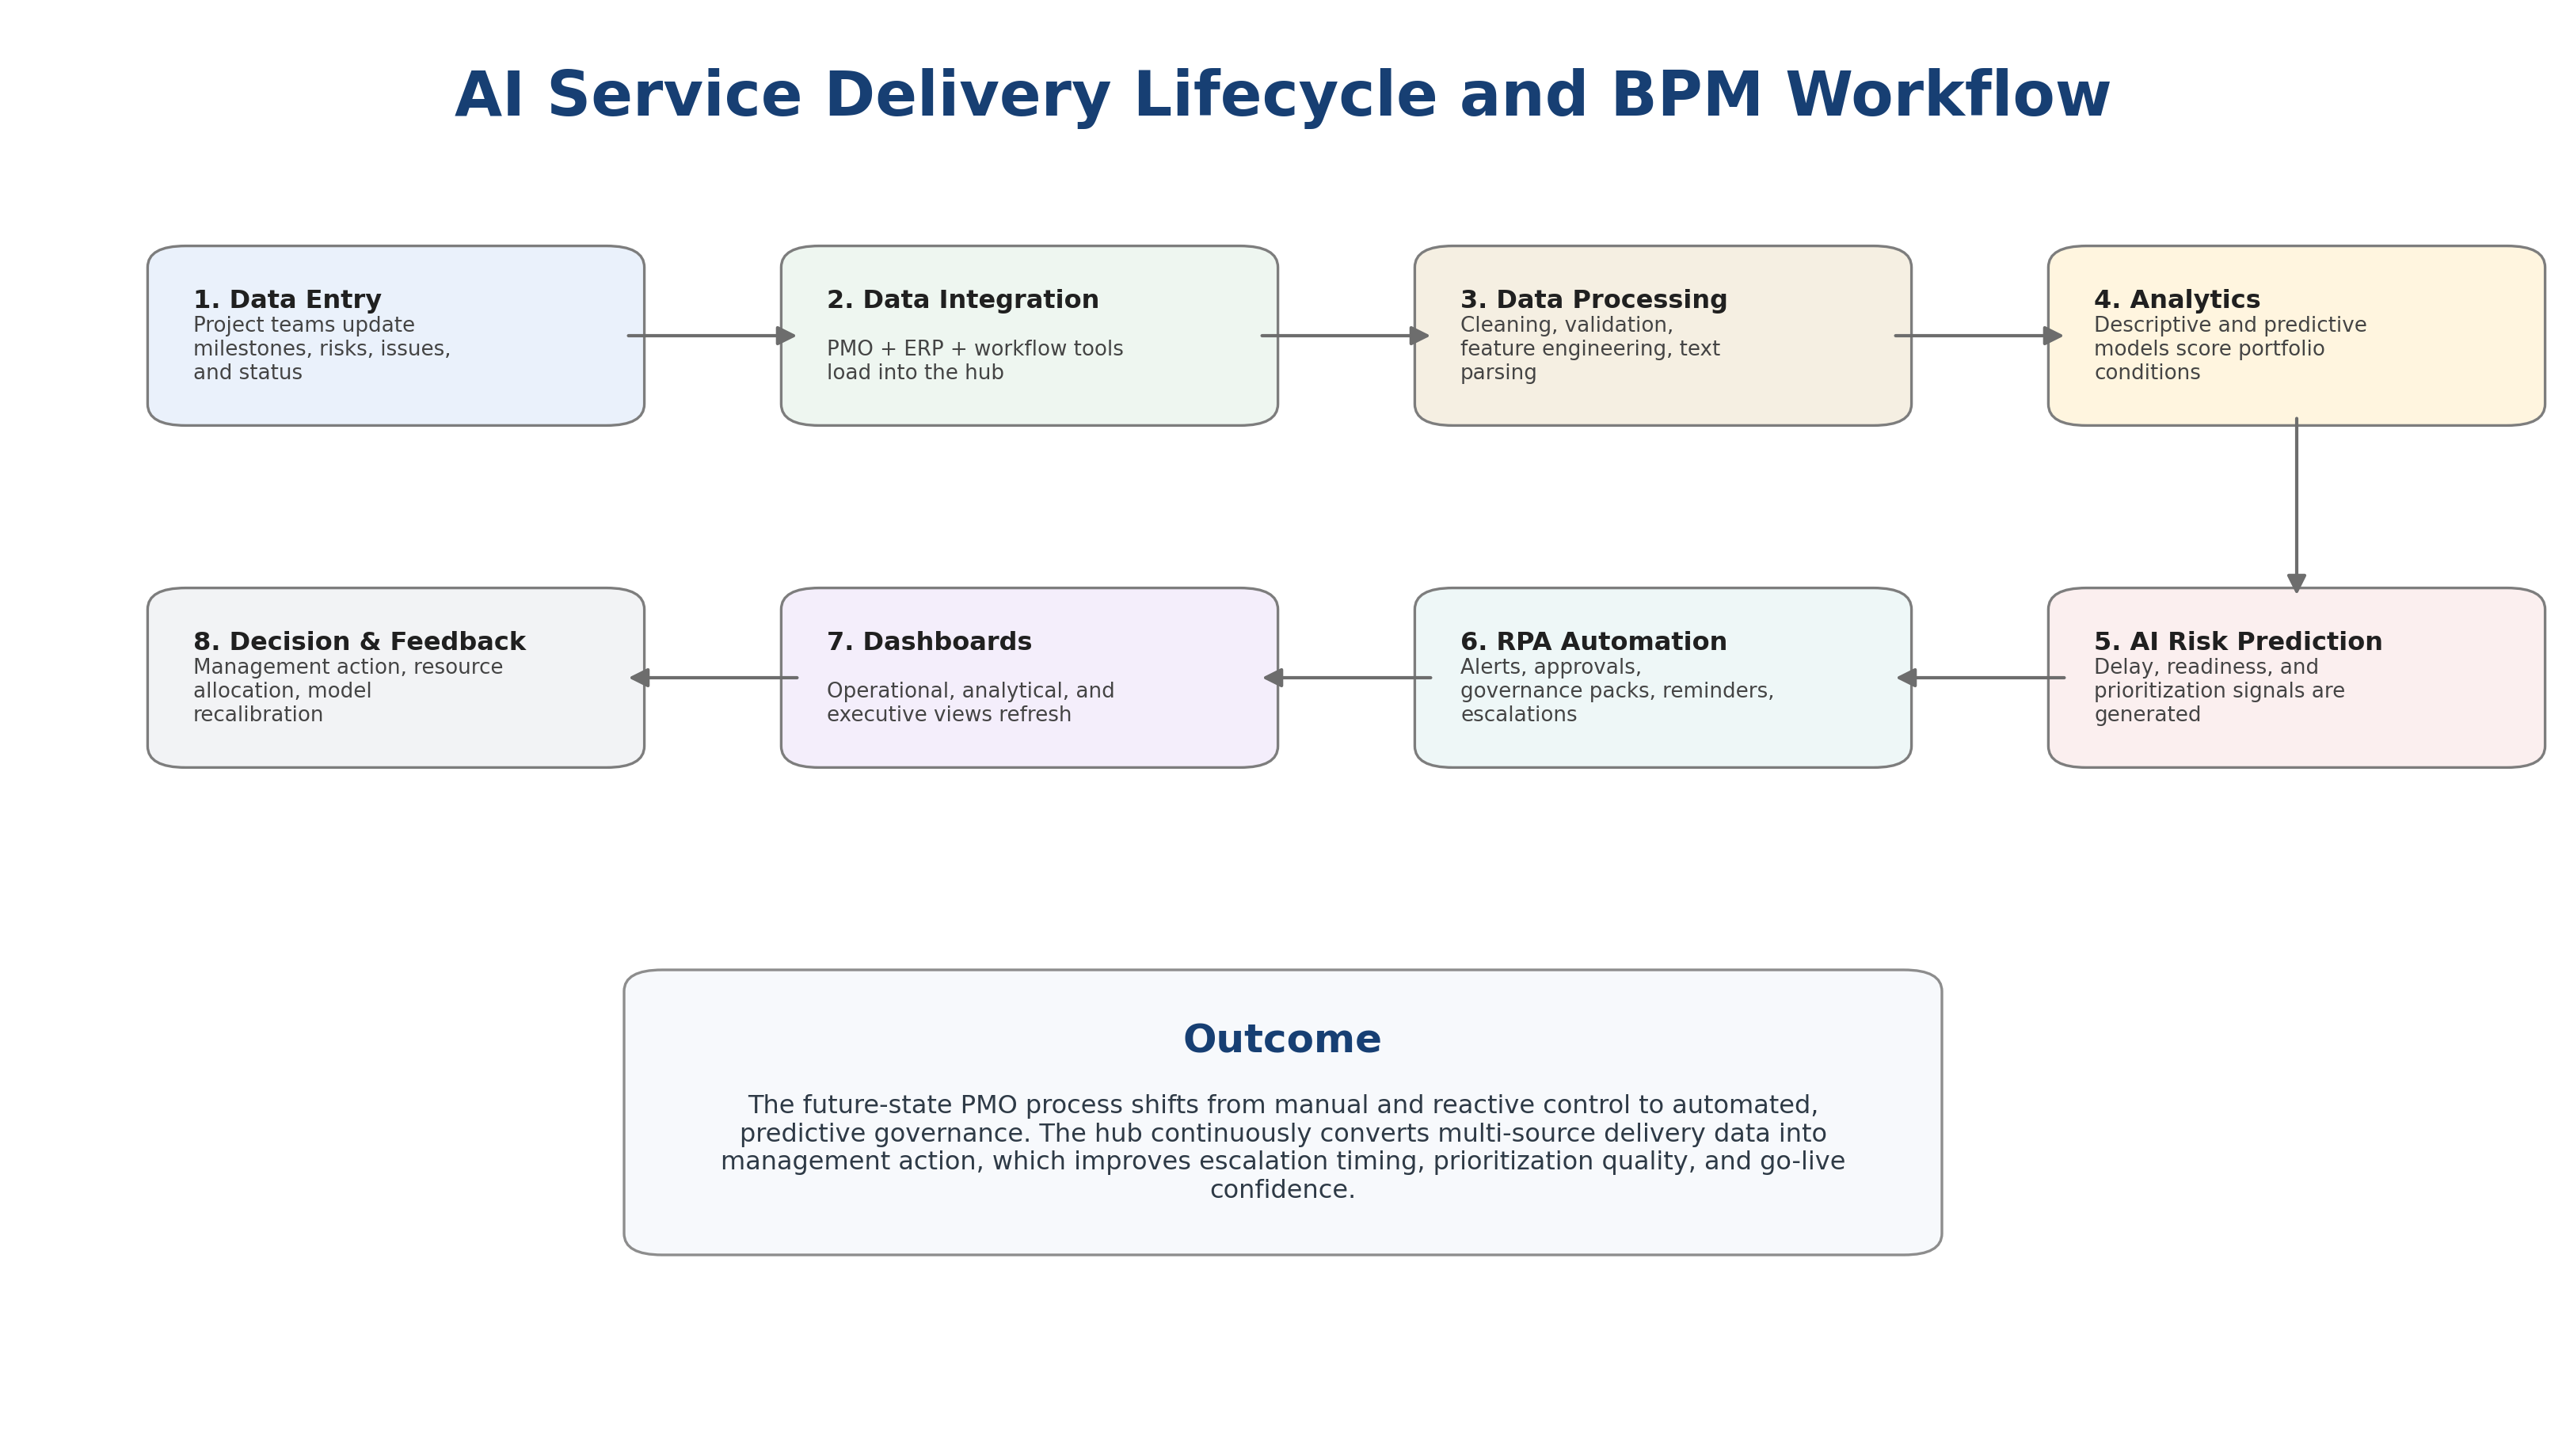 AI Service Delivery Lifecycle and BPM Workflow
1. Data Entry
Project teams update
milestones, risks, issues,
and status
2. Data Integration
PMO + ERP + workflow tools
load into the hub
3. Data Processing
Cleaning, validation,
feature engineering, text
parsing
4. Analytics
Descriptive and predictive
models score portfolio
conditions
5. AI Risk Prediction
Delay, readiness, and
prioritization signals are
generated
6. RPA Automation
Alerts, approvals,
governance packs, reminders,
escalations
7. Dashboards
Operational, analytical, and
executive views refresh
8. Decision & Feedback
Management action, resource
allocation, model
recalibration
Outcome
The future-state PMO process shifts from manual and reactive control to automated,
predictive governance. The hub continuously converts multi-source delivery data into
management action, which improves escalation timing, prioritization quality, and go-live
confidence.